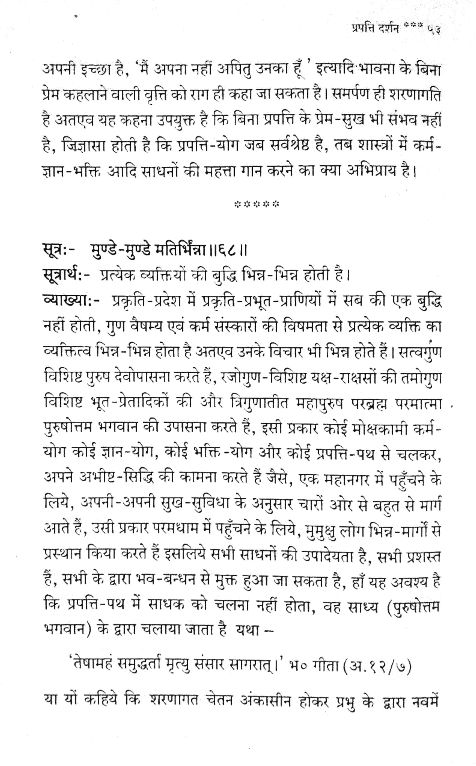 प्रपत्ति दर्शन *** ५३
अपनी इच्छा है, 'मैं अपना नहीं अपितु उनका हूँ ' इत्यादि भावना के बिना
प्रेम कहलाने वाली वृत्ति को राग ही कहा जा सकता है। समर्पण ही शरणागति
है अतएव यह कहना उपयुक्त है कि बिना प्रपत्ति के प्रेम-सुख भी संभव नहीं
है, जिज्ञासा होती है कि प्रपत्ति-योग जब सर्वश्रेष्ठ है, तब शास्त्रों में कर्म-
ज्ञान-भक्ति आदि साधनों की महत्ता गान करने का क्या अभिप्राय है।
*****
सूत्रः- मुण्डे-मुण्डे मतिर्भिन्ना॥६८॥
सूत्रार्थः- प्रत्येक व्यक्तियों की बुद्धि भिन्न-भिन्न होती है।
व्याख्याः- प्रकृति-प्रदेश में प्रकृति-प्रभूत-प्राणियों में सब की एक बुद्धि
नहीं होती, गुण वैषम्य एवं कर्म संस्कारों की विषमता से प्रत्येक व्यक्ति का
व्यक्तित्व भिन्न-भिन्न होता है अतएव उनके विचार भी भिन्न होते हैं। सत्वगुण
विशिष्ट पुरुष देवोपासना करते हैं, रजोगुण-विशिष्ट यक्ष-राक्षसों की तमोगुण
विशिष्ट भूत-प्रेतादिकों की और त्रिगुणातीत महापुरुष परब्रह्म परमात्मा
पुरुषोत्तम भगवान की उपासना करते हैं, इसी प्रकार कोई मोक्षकामी कर्म-
योग कोई ज्ञान-योग, कोई भक्ति -योग और कोई प्रपत्ति-पथ से चलकर,
अपने अभीष्ट-सिद्धि की कामना करते हैं जैसे, एक महानगर में पहुँचने के
लिये, अपनी-अपनी सुख-सुविधा के अनुसार चारों ओर से बहुत से मार्ग
आते हैं, उसी प्रकार परमधाम में पहुँचने के लिये, मुमुक्षु लोग भिन्न-मार्गो से
प्रस्थान किया करते हैं इसलिये सभी साधनों की उपादेयता है, सभी प्रशस्त
हैं, सभी के द्वारा भव-बन्धन से मुक्त हुआ जा सकता है, हाँ यह अवश्य है
कि प्रपत्ति-पथ में साधक को चलना नहीं होता, वह साध्य (पुरुषोत्तम
भगवान) के द्वारा चलाया जाता है यथा –
'तेषामहं समुद्धर्ता मृत्यु संसार सागरात्।' भ० गीता (अ.१२/७)
या यों कहिये कि शरणागत चेतन अंकासीन होकर प्रभु के द्वारा नवमें